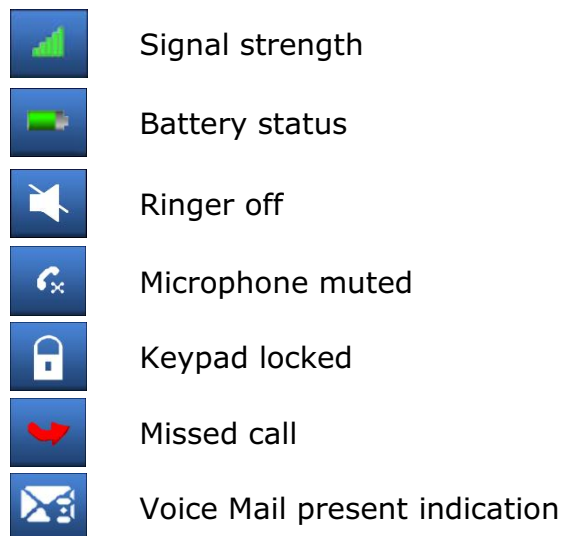 Signal strength
Battery status
Ringer off
Microphone muted
Keypad locked
Missed call
Voice Mail present indication